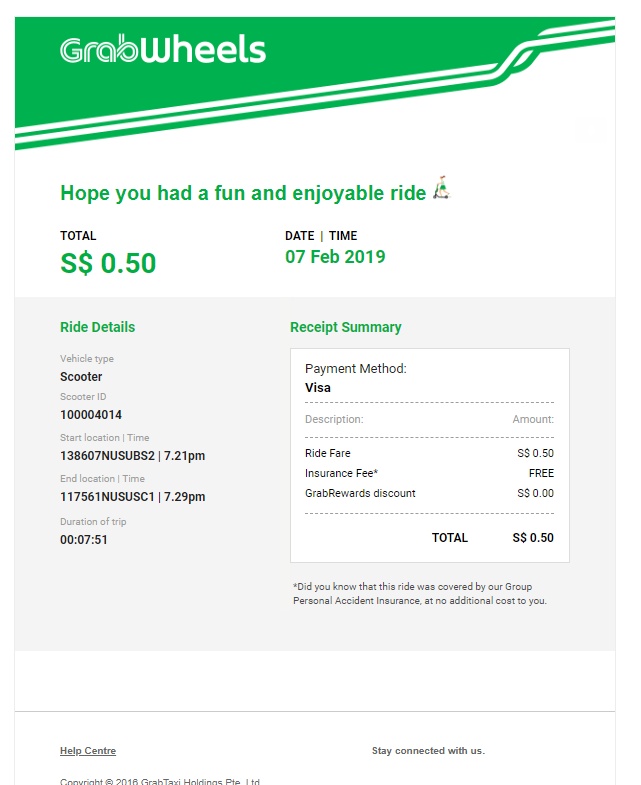 GrabWheels
Hope you had a fun and enjoyable ride
TOTAL
S$ 0.50
DATE | TIME
07 Feb 2019
Ride Details
Vehicle type
Scooter
Scooter ID
100004014
Start location | Time
138607NUSUBS2 | 7.21pm
End location | Time
117561NUSUSC1 | 7.29pm
Duration of trip
00:07:51
Receipt Summary
Payment Method:
Visa
Description: Amount:
Ride Fare S$ 0.50
Insurance Fee* FREE
GrabRewards discount S$ 0.00
TOTAL S$ 0.50
*Did you know that this ride was covered by our Group
Personal Accident Insurance, at no additional cost to you.
Help Centre
Stay connected with us.
Copyright © 2016 GrabTaxi Holdings Pte. Ltd.